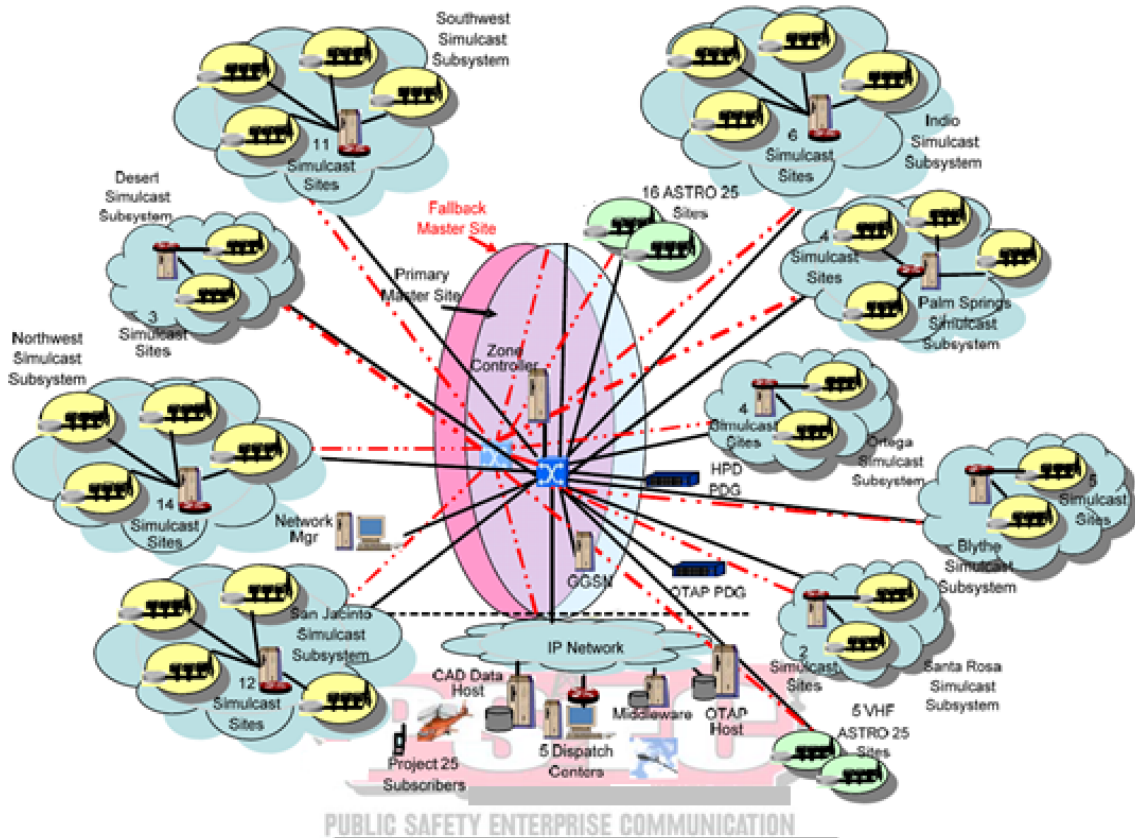 Southwest
Simulcast
Subsystem
11
Simulcast
Sites
6
Simulcast
Sites
Indio
Simulcast
Subsystem
Desert
Simulcast
Subsystem
3
Simulcast
Sites
Fallback
Master Site
Primary
Master Site
16 ASTRO 25
Sites
4
Simulcast
Sites
Palm Springs
Simulcast
Subsystem
Northwest
Simulcast
Subsystem
14
Simulcast
Sites
Zone
Controller
4
Simulcast
Sites
Ortega
Simulcast
Subsystem
HPD
PDG
Simulcast
Sites
Blythe
Simulcast
Subsystem
Network
Mgr
GGSN
OTAP PDG
San Jacinto
Simulcast
Subsystem
12
Simulcast
Sites
2
Simulcast
Sites
Santa Rosa
Simulcast
Subsystem
IP Network
CAD Data
Host
Middleware
OTAP
Host
5 VHF
ASTRO 25
Sites
Project 25
Subscribers
5 Dispatch
Centers
PSEC
PUBLIC SAFETY ENTERPRISE COMMUNICATION